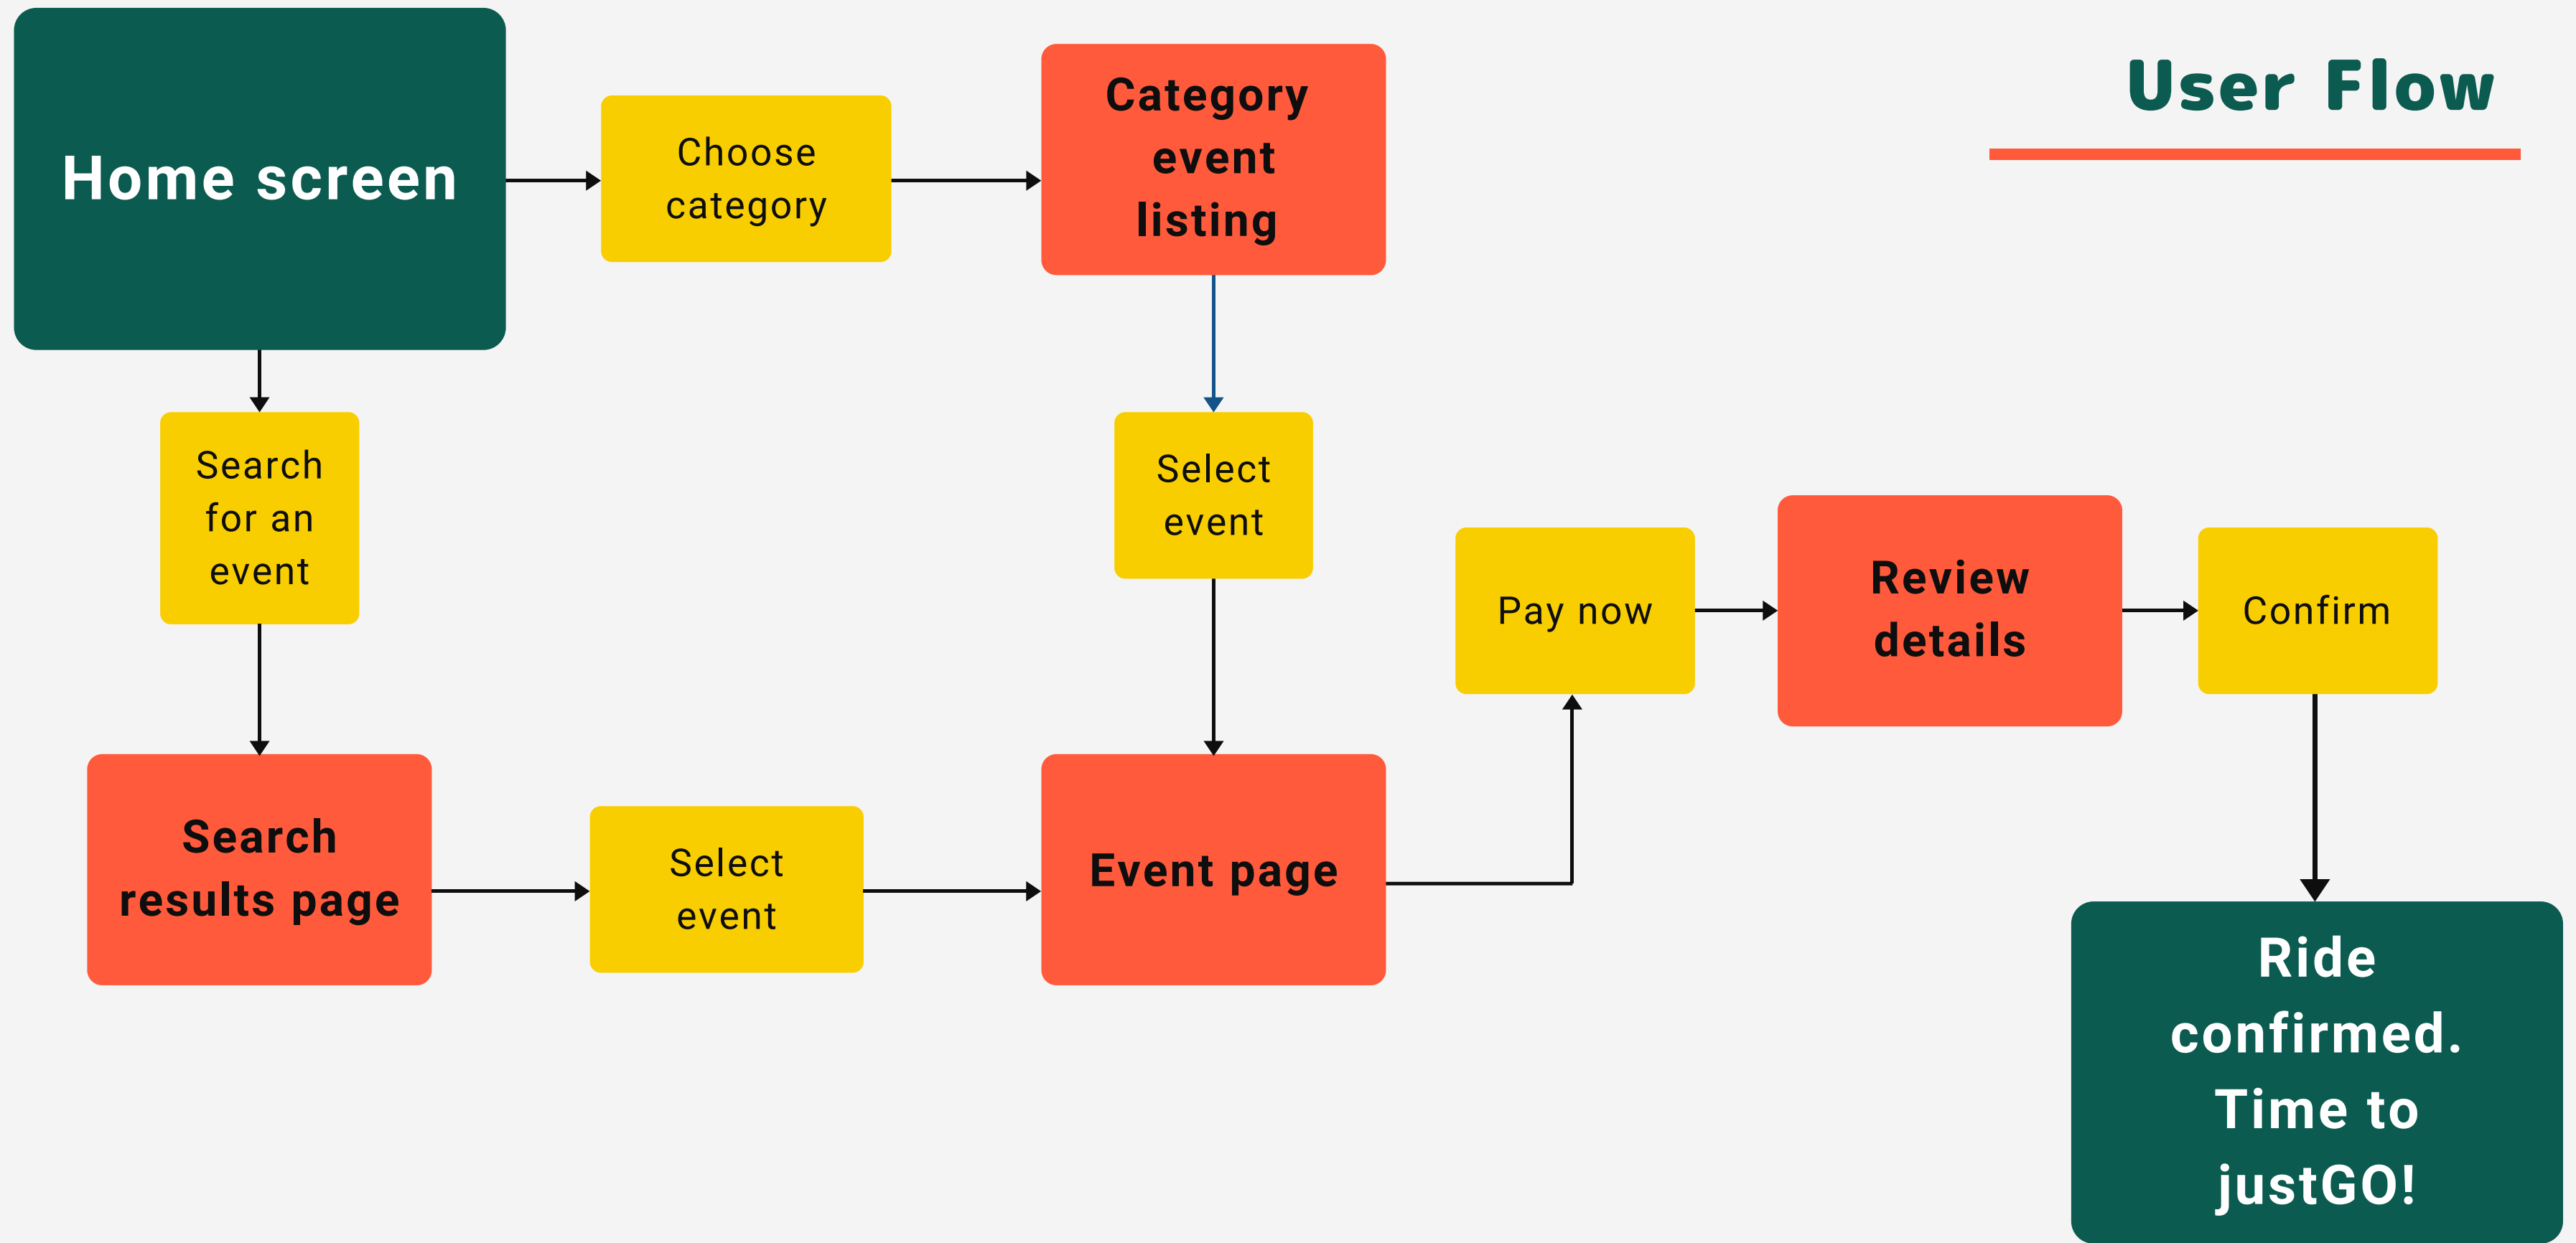 User Flow
Home screen
Choose
category
Category
event
listing
Search
for an
event
Select
event
Pay now
Review
details
Confirm
Search
results page
Select
event
Event page
Ride
confirmed.
Time to
justGO!